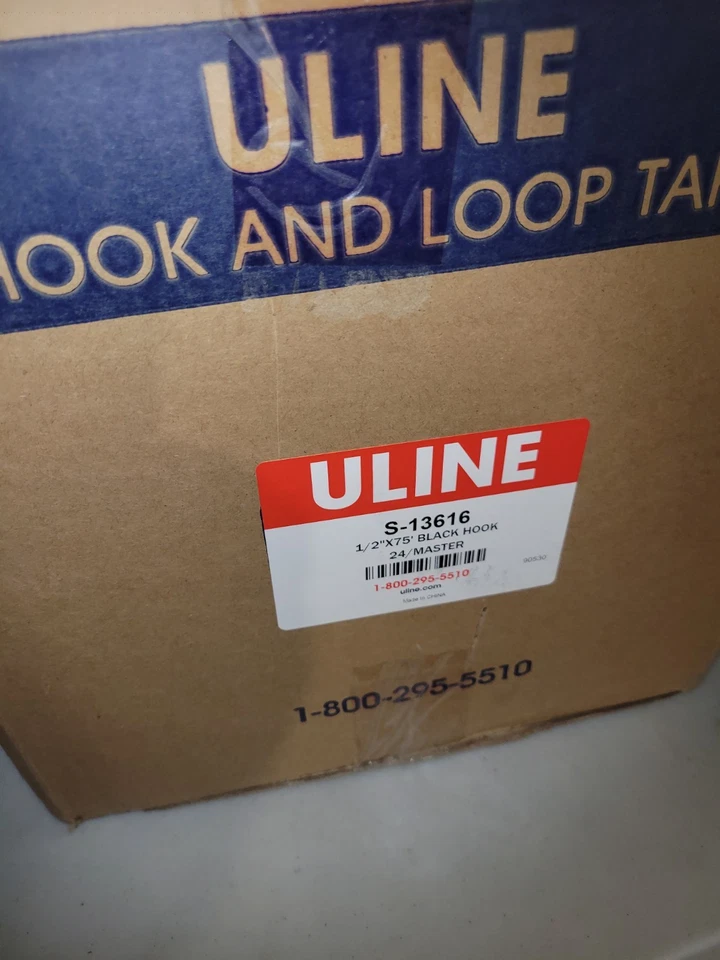 ULINE
HOOK AND LOOP TA
ULINE
S-13616
1/2"X75' BLACK HOOK
24/MASTER
1-800-295-5510
uline.com
Made in CHINA
1-800-295-5510